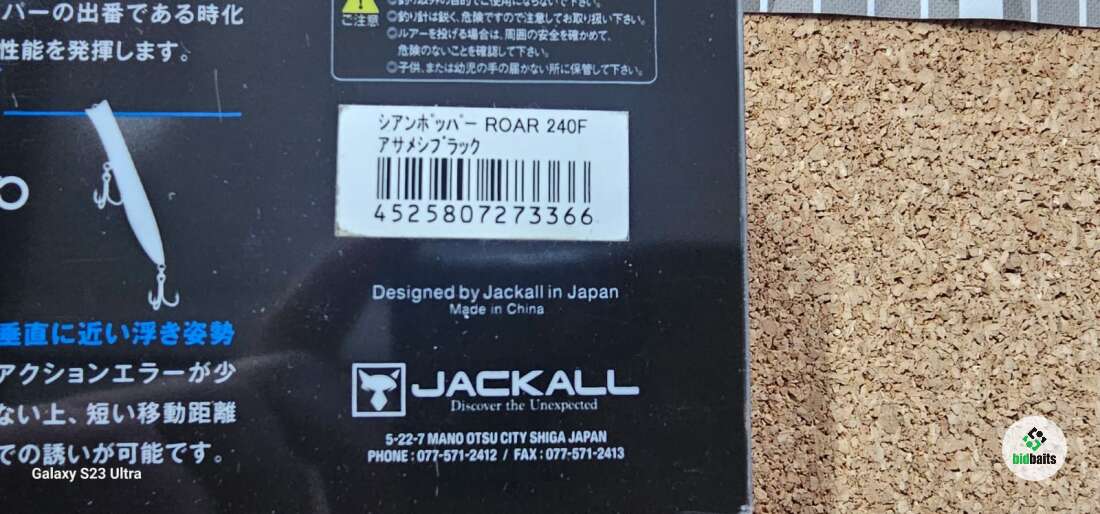 パーの出番である時化
性能を発揮します。
ご注意
◎釣り針は鋭く、危険ですので注意してお取り扱い下さい。
◎ルアーを投げる場合は、周囲の安全を確かめて、
危険のないことを確認して下さい。
◎子供、または幼児の手の届かない所に保管して下さい。
シアンポッパー ROAR 240F
アサメシブラック
4525807273366
Designed by Jackall in Japan
Made in China
垂直に近い浮き姿勢
アクションエラーが少
ない上、短い移動距離
での誘いが可能です。
JACKALL
Discover the Unexpected
5-22-7 MANO OTSU CITY SHIGA JAPAN
PHONE : 077-571-2412 / FAX : 077-571-2413
Galaxy S23 Ultra
bidbaits